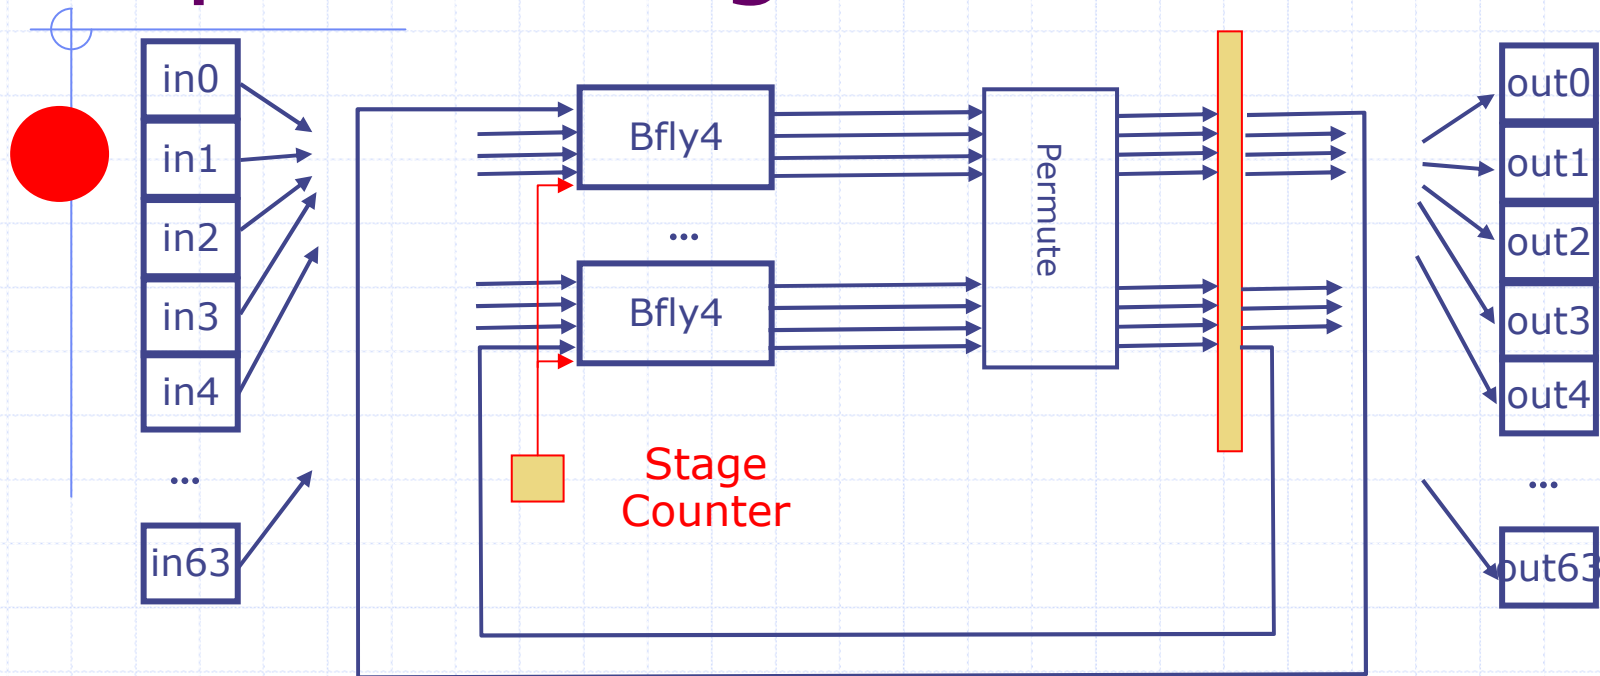 in0
in1
in2
in3
in4
...
in63
Bfly4
...
Bfly4
Stage
Counter
Permute
out0
out1
out2
out3
out4
...
out63